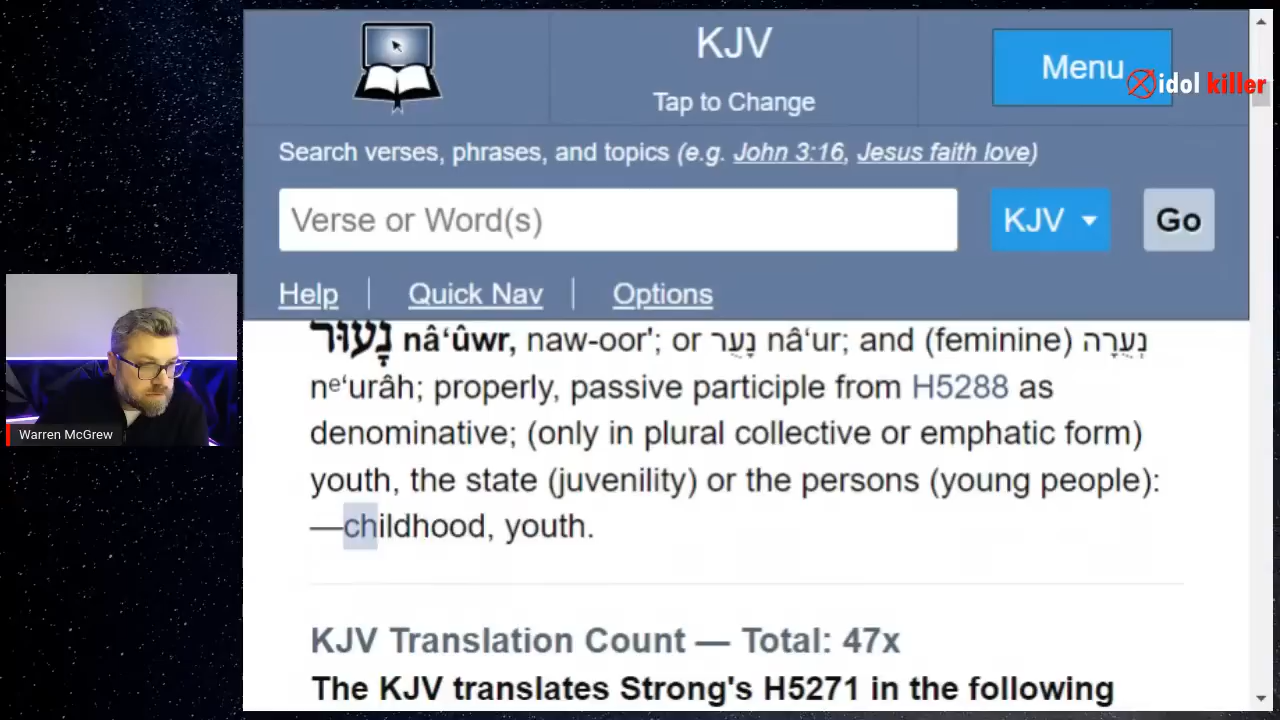 KJV
Tap to Change
Menu
idol killer
Search verses, phrases, and topics (e.g. John 3:16, Jesus faith love)
Verse or Word(s)
KJV
Go
Help
Quick Nav
Options
נָעוּר nâʻûwr, naw-oor'; or נָעֻר nâʻur; and (feminine) נְעֻרָה
nᵉʻurâh; properly, passive participle from H5288 as
denominative; (only in plural collective or emphatic form)
youth, the state (juvenility) or the persons (young people):
—childhood, youth.
KJV Translation Count — Total: 47x
The KJV translates Strong's H5271 in the following
Warren McGrew